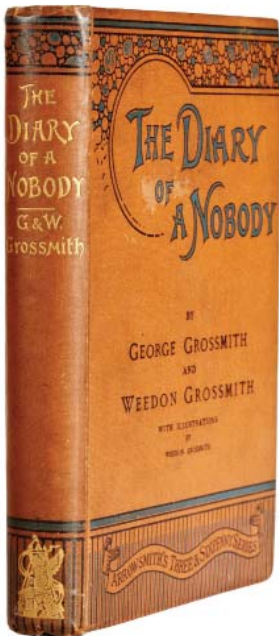 THE
DIARY
OF A
NOBODY
G & W.
GROSSMITH
THE DIARY
OF
A NOBODY
BY
GEORGE GROSSMITH
AND
WEEDON GROSSMITH
WITH ILLUSTRATIONS
BY
WEEDON GROSSMITH
ARROWSMITH'S THREE & SIXPENNY SERIES